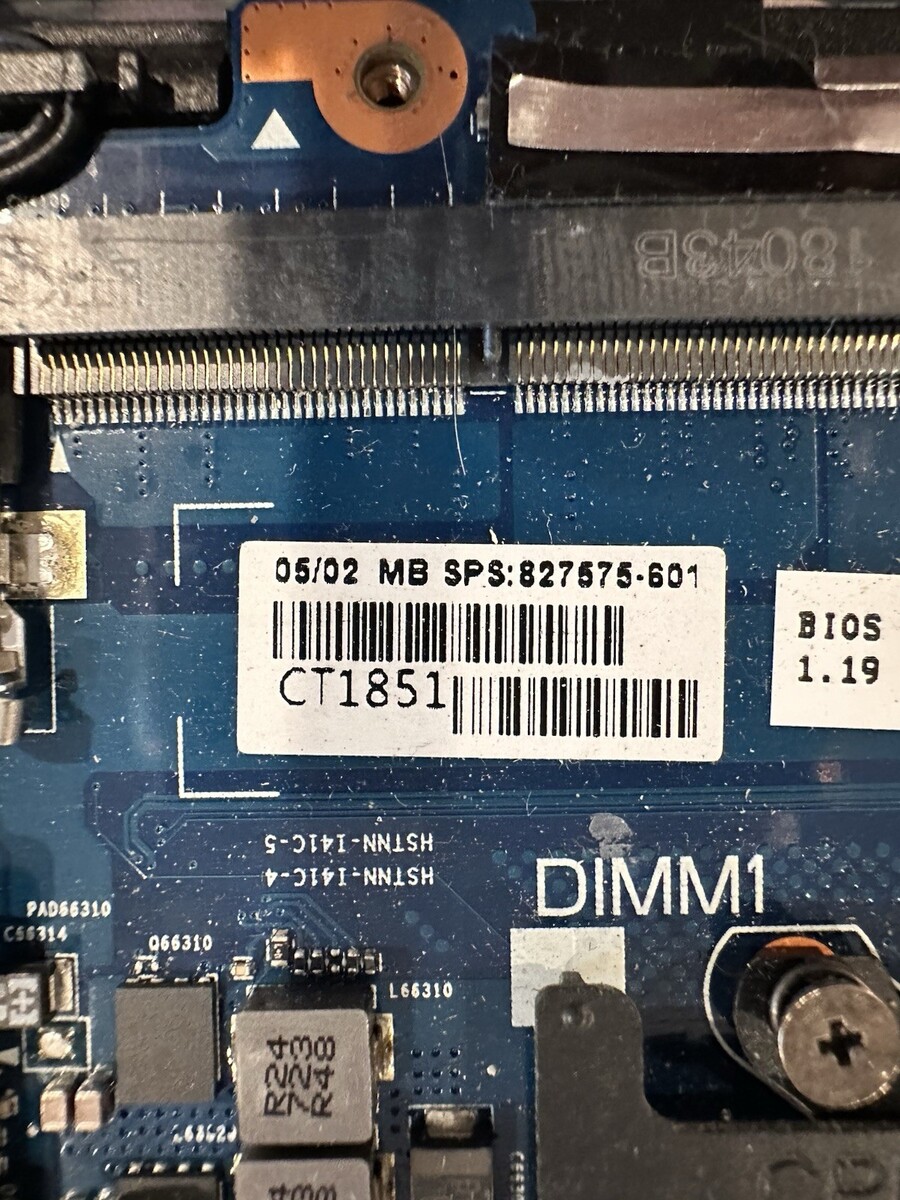 18043B
05/02 MB SPS:827575-601
CT1851
BIOS
1.19
HSTNN-I41C-5
HSTNN-I41C-4
DIMM1
PAD66310
C66314
Q66310
L66310
R24
723
R48